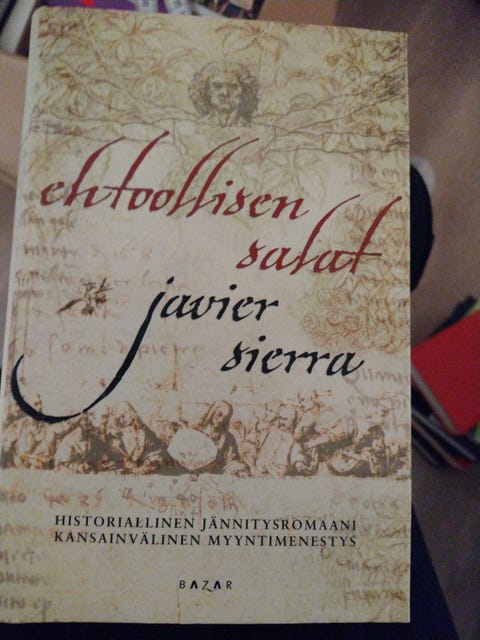 ehtoollisen
salat
javier
sierra
HISTORIALLINEN JÄNNITYSROMAANI
KANSAINVÄLINEN MYYNTIMENESTYS
BAZAR